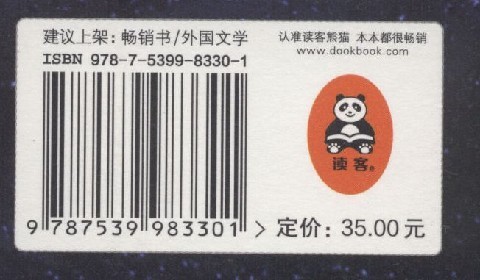 建议上架：畅销书/外国文学
ISBN 978-7-5399-8330-1
9 787539 983301 >
认准读客熊猫 本本都很畅销
www.dookbook.com
读客®
定价：35.00元